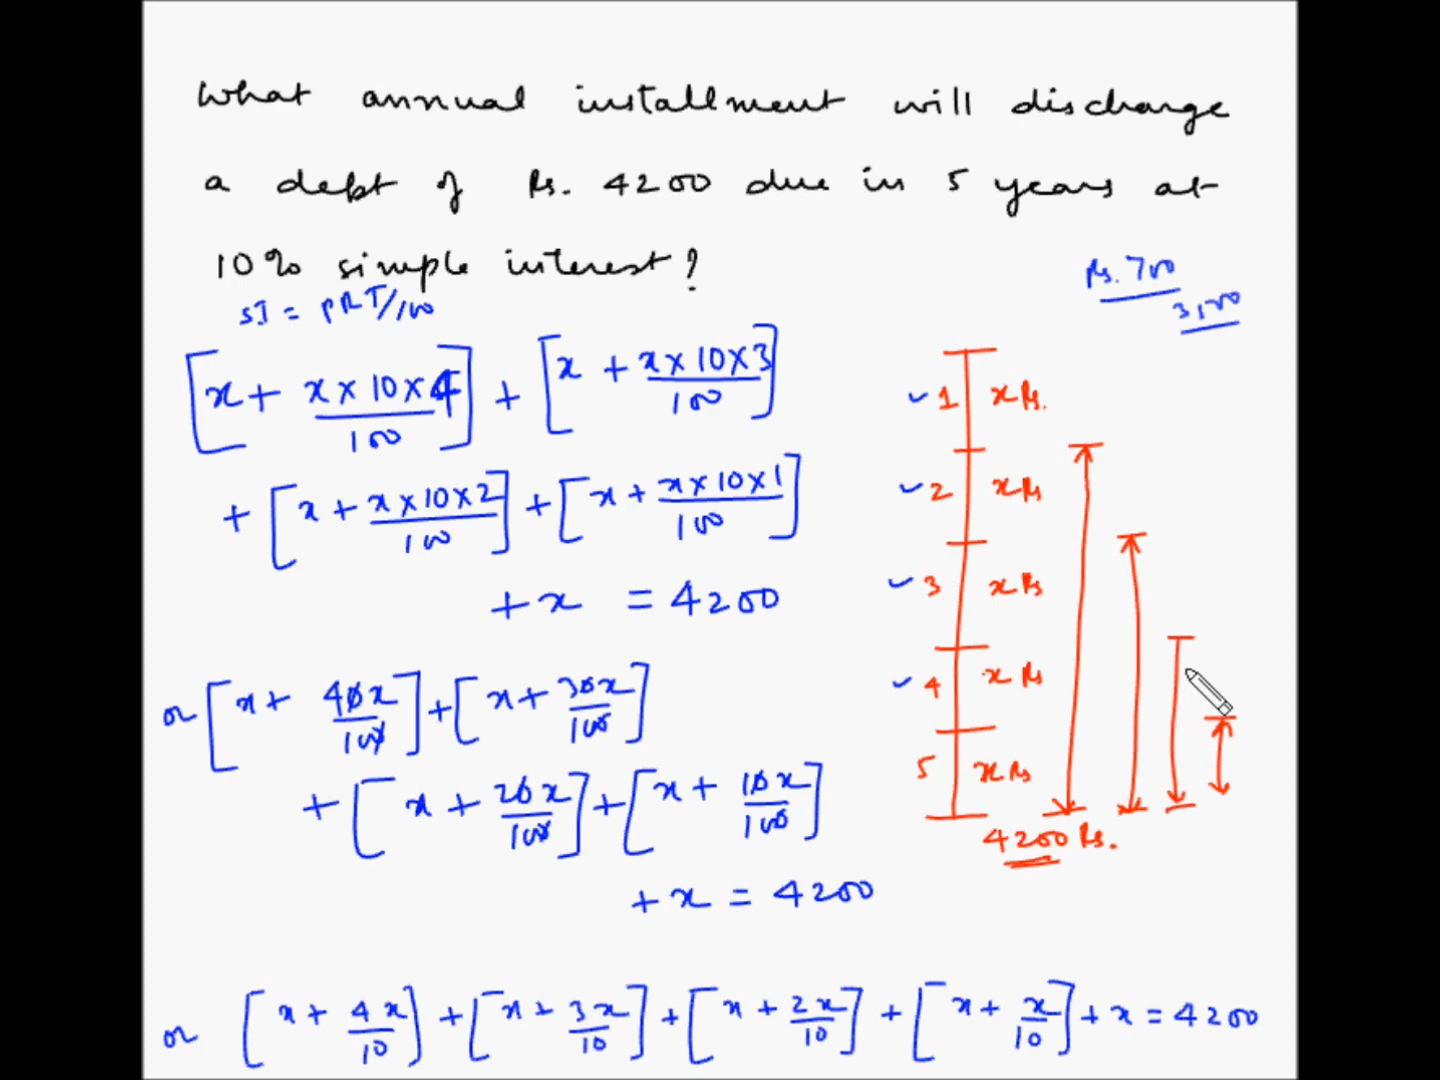 What annual installment will discharge
a debt of Rs. 4200 due in 5 years at
10% simple interest?
SI = PRT/100
Rs. 700
[x + x × 10 × 4/100] + [x + x × 10 × 3/100]
+ [x + x × 10 × 2/100] + [x + x × 10 × 1/100]
+ x = 4200
or [x + 40x/100] + [x + 30x/100]
+ [x + 20x/100] + [x + 10x/100]
+ x = 4200
or [x + 4x/10] + [x + 3x/10] + [x + 2x/10] + [x + x/10] + x = 4200
✓ 1 x Rs.
✓ 2 x Rs
✓ 3 x Rs
✓ 4 x Rs
5 x Rs
4200 Rs.